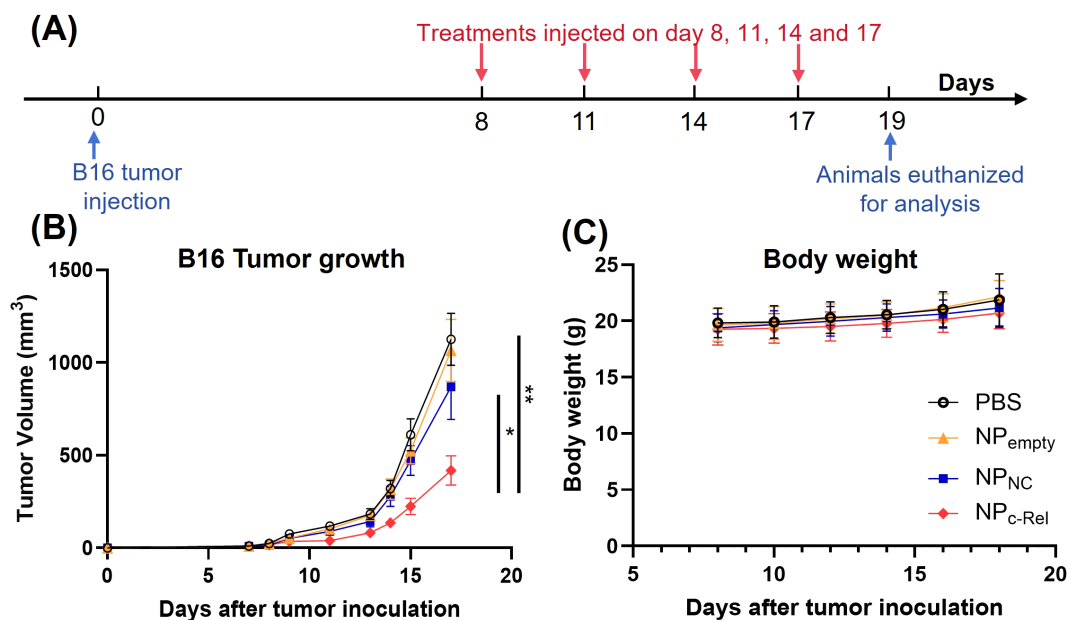 (A)
Treatments injected on day 8, 11, 14 and 17
Days
0
8
11
14
17
19
B16 tumor
injection
Animals euthanized
for analysis
(B)
B16 Tumor growth
Tumor Volume (mm³)
1500
1000
500
0
0
5
10
15
20
Days after tumor inoculation
*
**
(C)
Body weight
Body weight (g)
25
20
15
10
5
0
5
10
15
20
Days after tumor inoculation
PBS
NPempty
NPNC
NPc-Rel